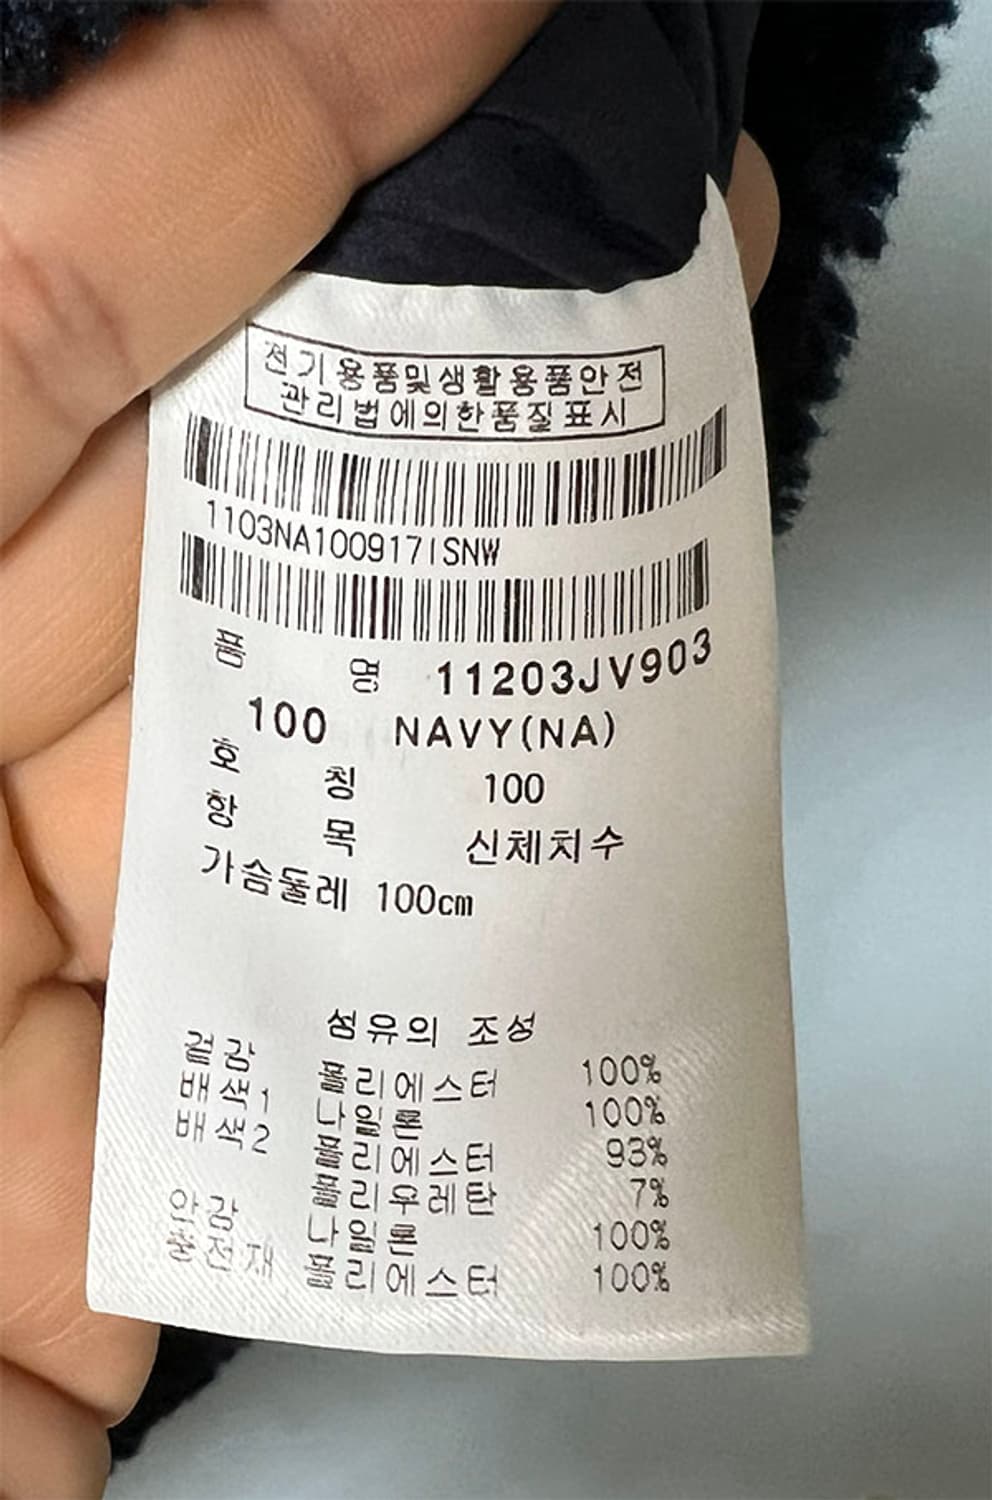 전기용품및생활용품안전
관리법에의한품질표시
1103NA100917ISNW
품 명 11203JV903
100 NAVY(NA)
호 칭 100
항 목 신체치수
가슴둘레 100cm
섬유의 조성
겉감 폴리에스터 100%
배색1 나일론 100%
배색2 폴리에스터 93%
폴리우레탄 7%
안감 나일론 100%
충전재 폴리에스터 100%